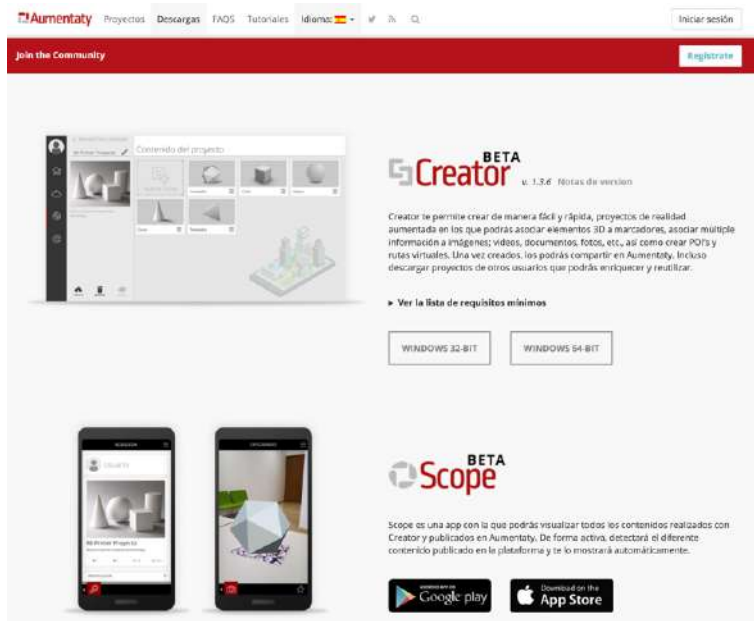 Aumentaty Proyectos Descargas FAQS Tutoriales Idioma: Iniciar sesión
Join the Community Regístrate
Contenido del proyecto
Creator BETA v. 1.3.6 Notas de version
Creator te permite crear de manera fácil y rápida, proyectos de realidad
aumentada en los que podrás asociar elementos 3D a marcadores, asociar múltiple
información a imágenes; videos, documentos, fotos, etc., así como crear POI's y
rutas virtuales. Una vez creados, los podrás compartir en Aumentaty. Incluso
descargar proyectos de otros usuarios que podrás enriquecer y reutilizar.
Ver la lista de requisitos mínimos
WINDOWS 32-BIT WINDOWS 64-BIT
Mi Primer Proyecto
Scope BETA
Scope es una app con la que podrás visualizar todos los contenidos realizados con
Creator y publicados en Aumentaty. De forma activa, detectará el diferente
contenido publicado en la plataforma y te lo mostrará automáticamente.
Google play
Download on the
App Store